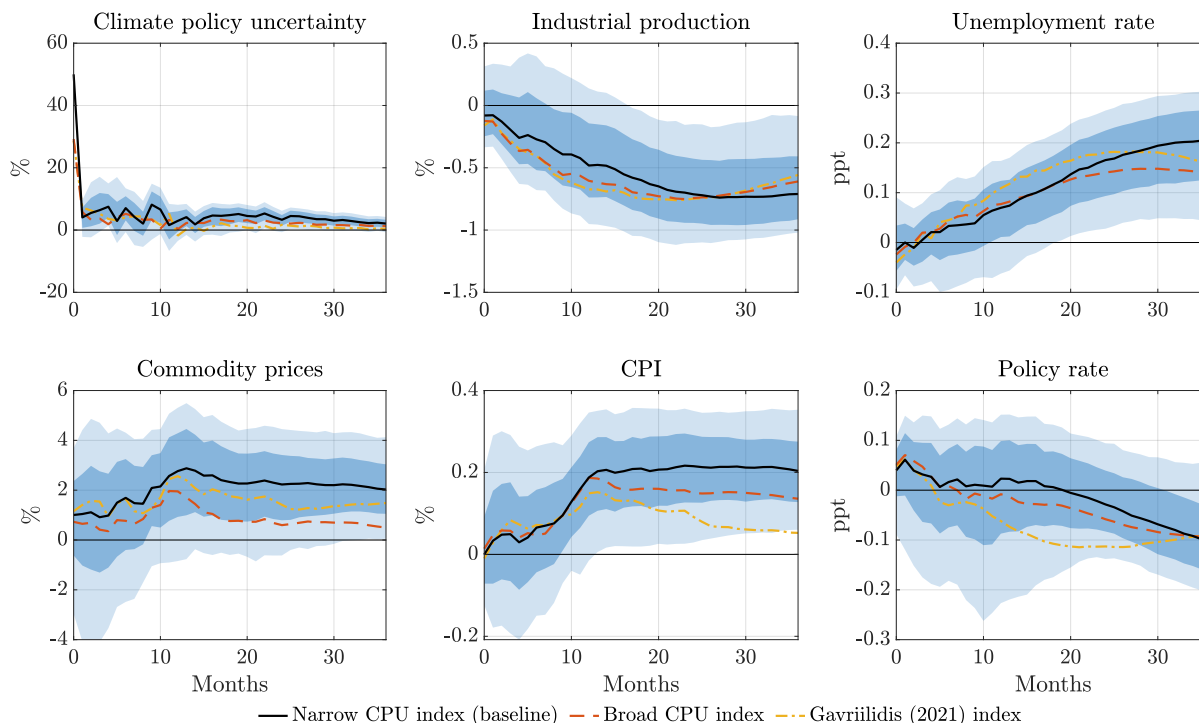 Climate policy uncertainty
Industrial production
Unemployment rate
60
40
20
0
-20
%
0 10 20 30
0.5
0
-0.5
-1
-1.5
%
0 10 20 30
0.4
0.3
0.2
0.1
0
-0.1
ppt
0 10 20 30
Commodity prices
CPI
Policy rate
6
4
2
0
-2
-4
%
0 10 20 30
Months
0.4
0.2
0
-0.2
%
0 10 20 30
Months
0.2
0.1
0
-0.1
-0.2
-0.3
ppt
0 10 20 30
Months
Narrow CPU index (baseline) Broad CPU index Gavriilidis (2021) index